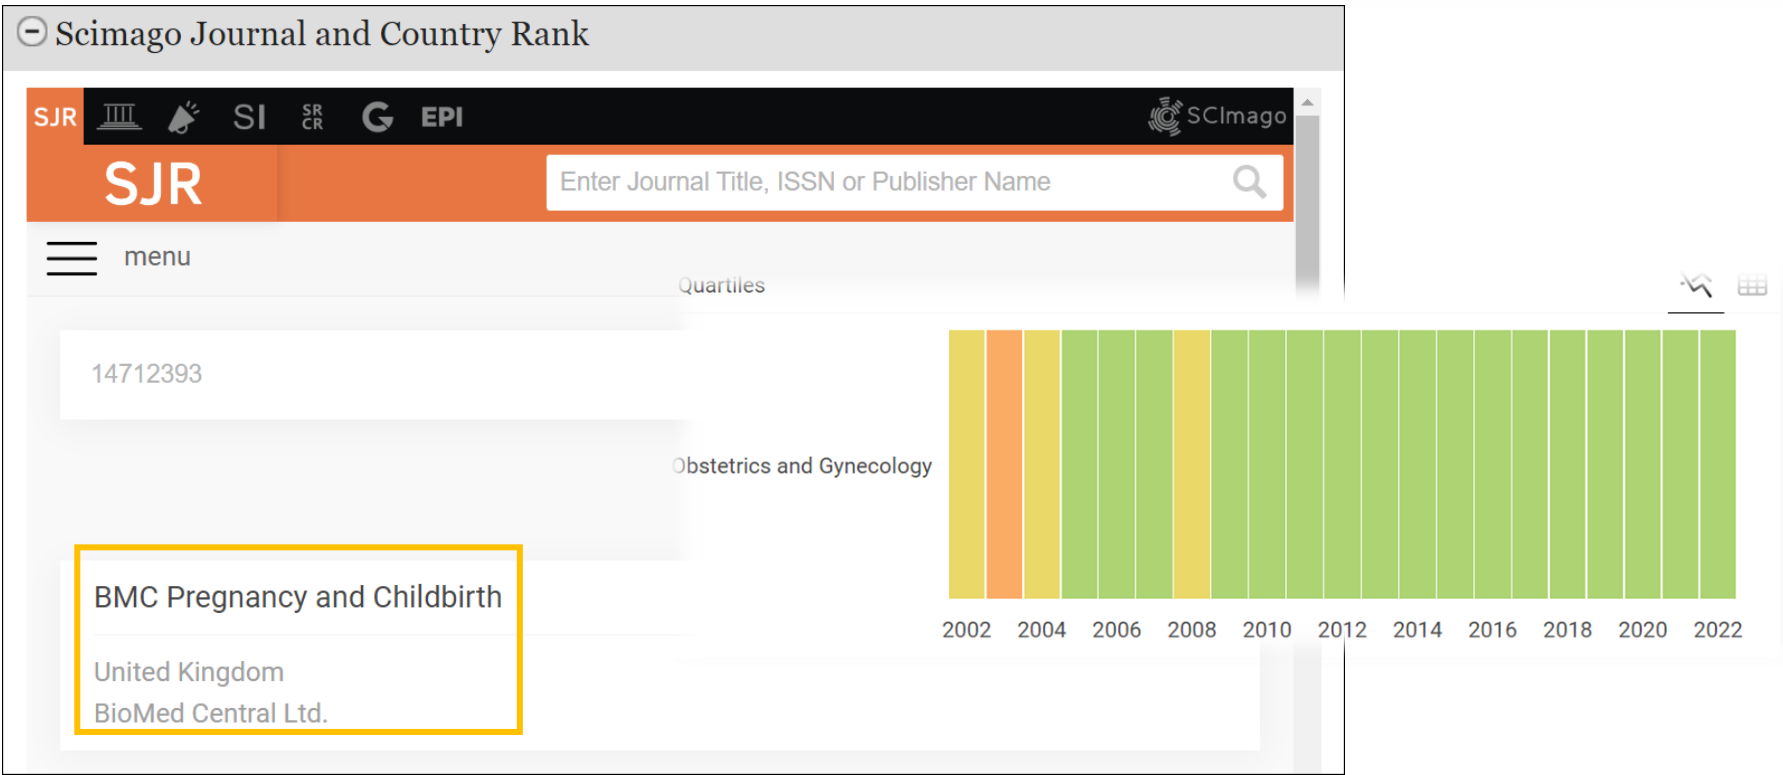 Scimago Journal and Country Rank
SJR SI SR CR G EPI SCImago
SJR
Enter Journal Title, ISSN or Publisher Name
menu
Quartiles
14712393
Obstetrics and Gynecology
2002 2004 2006 2008 2010 2012 2014 2016 2018 2020 2022
BMC Pregnancy and Childbirth
United Kingdom
BioMed Central Ltd.